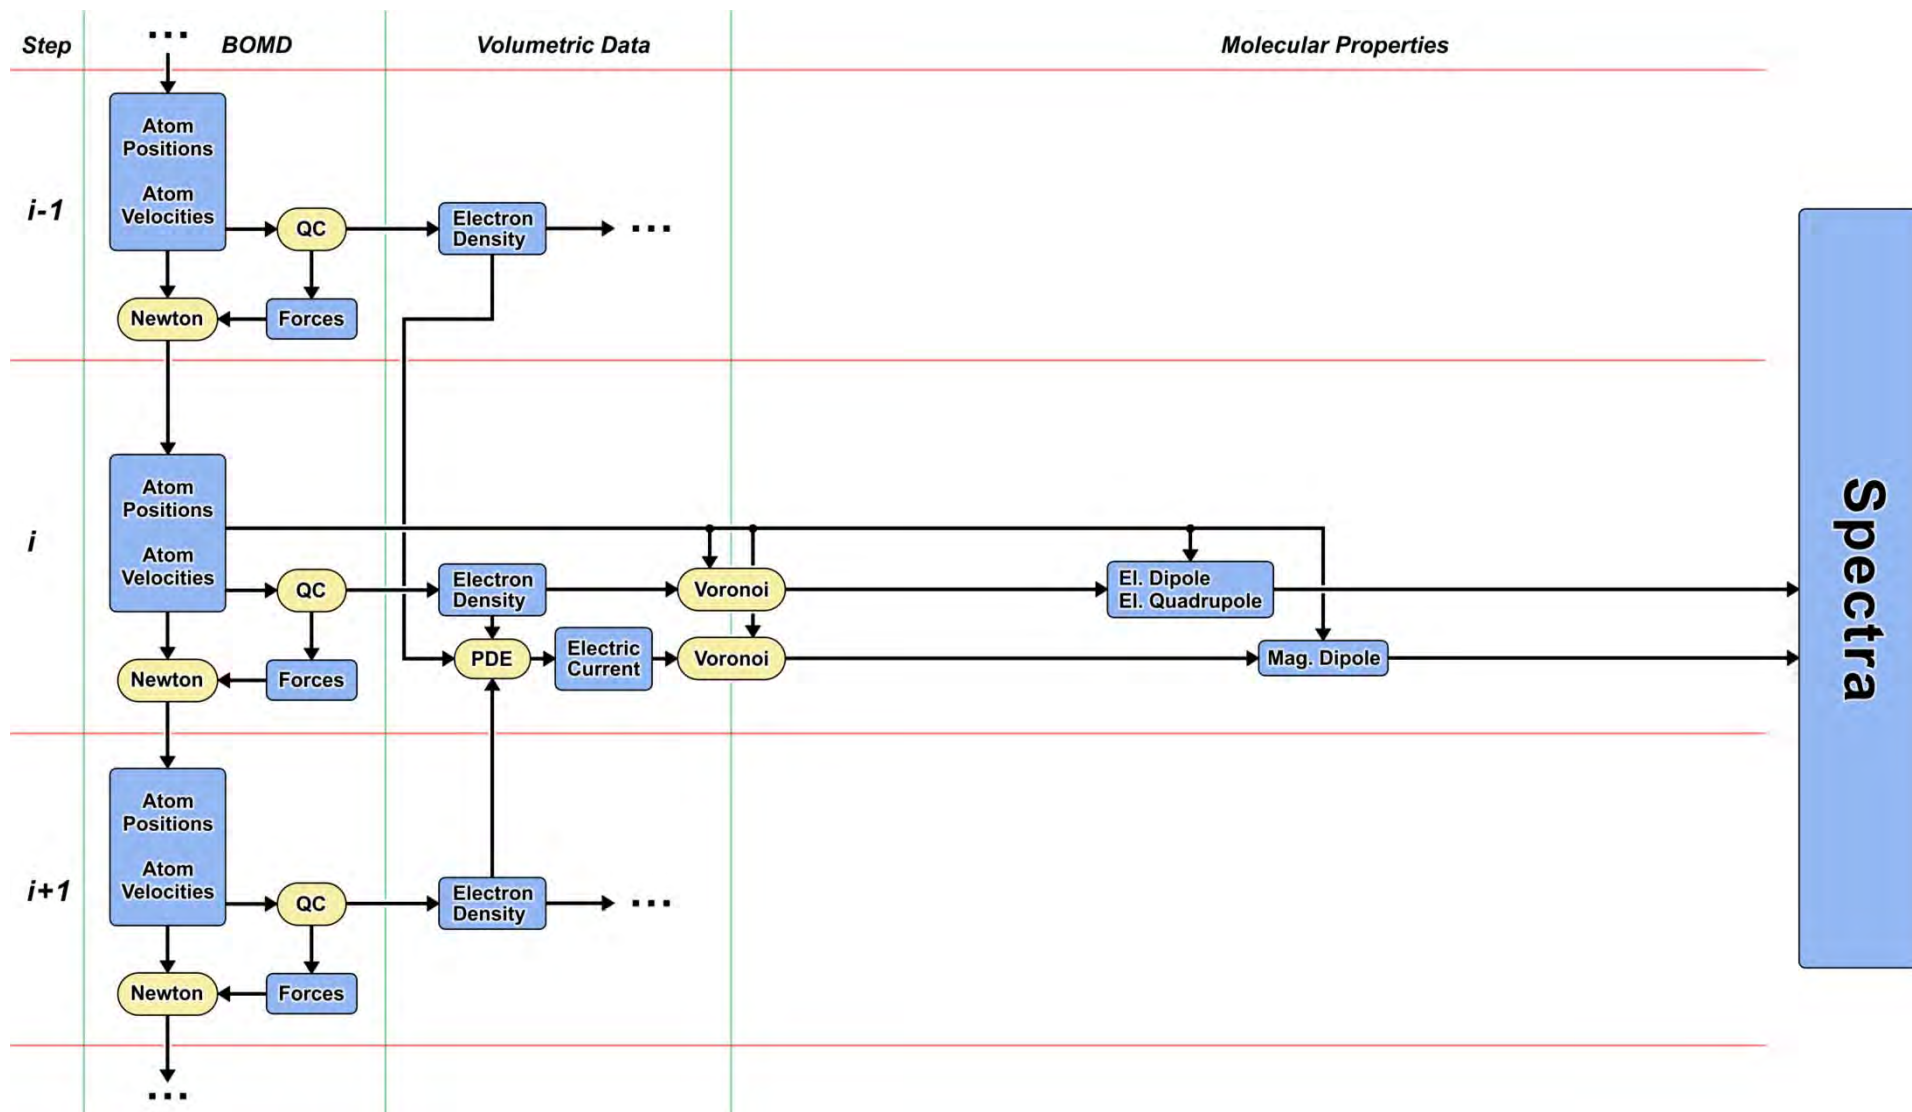 Step
BOMD
Volumetric Data
Molecular Properties
...
i-1
Atom
Positions
Atom
Velocities
QC
Electron
Density
...
Newton
Forces
i
Atom
Positions
Atom
Velocities
QC
Electron
Density
Voronoi
El. Dipole
El. Quadrupole
PDE
Electric
Current
Voronoi
Mag. Dipole
Newton
Forces
Spectra
i+1
Atom
Positions
Atom
Velocities
QC
Electron
Density
...
Newton
Forces
...